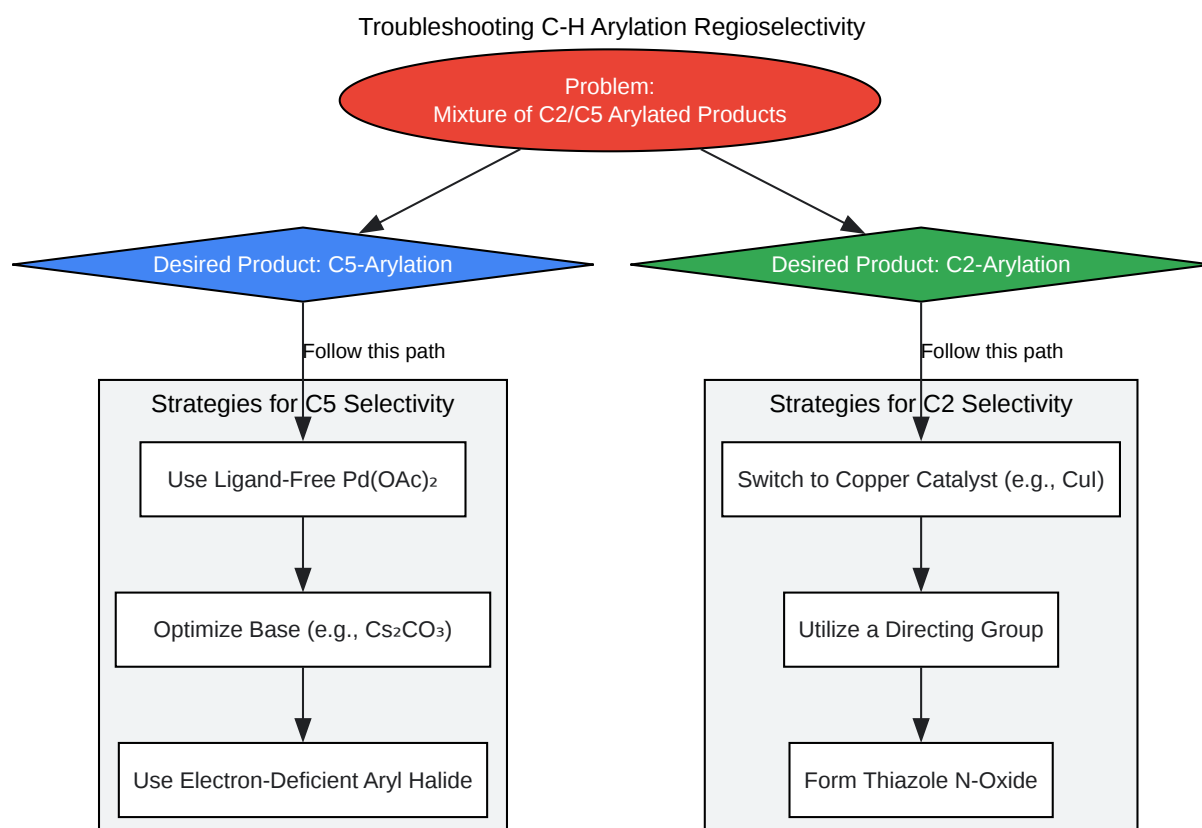 Troubleshooting C-H Arylation Regioselectivity
Problem:
Mixture of C2/C5 Arylated Products
Desired Product: C5-Arylation
Desired Product: C2-Arylation
Follow this path
Follow this path
Strategies for C5 Selectivity
Strategies for C2 Selectivity
Use Ligand-Free Pd(OAc)₂
Switch to Copper Catalyst (e.g., CuI)
Optimize Base (e.g., Cs₂CO₃)
Utilize a Directing Group
Use Electron-Deficient Aryl Halide
Form Thiazole N-Oxide